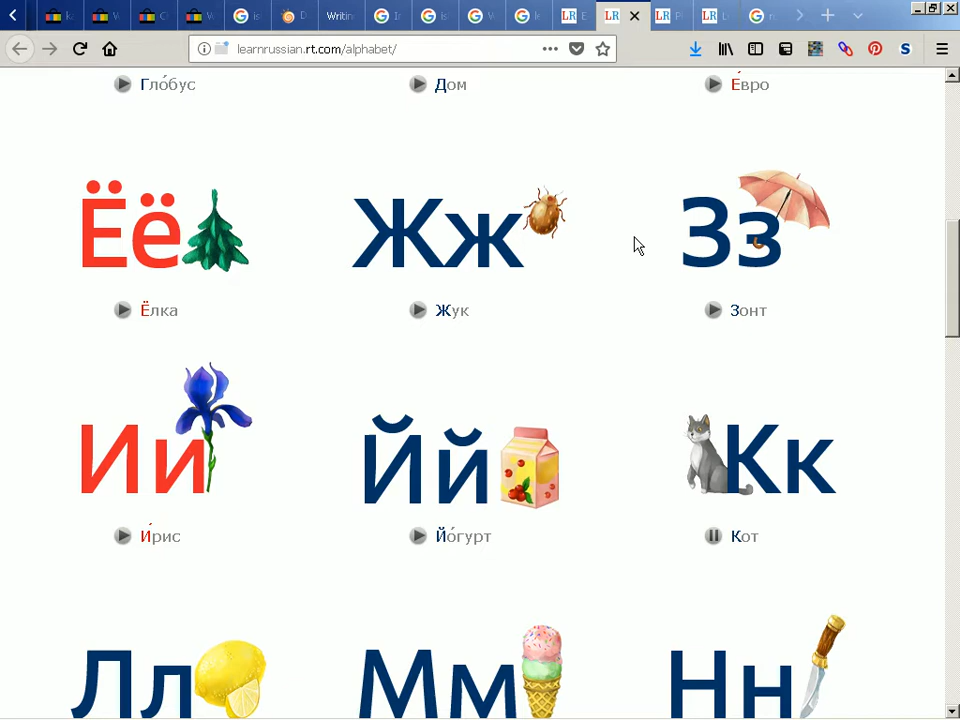 Writing
learnrussian.rt.com/alphabet/
Гло́бус Дом Е́вро
Ёё Жж Зз
Ёлка Жук Зонт
Ии Йй Кк
И́рис Йо́гурт Кот
Лл Мм Нн